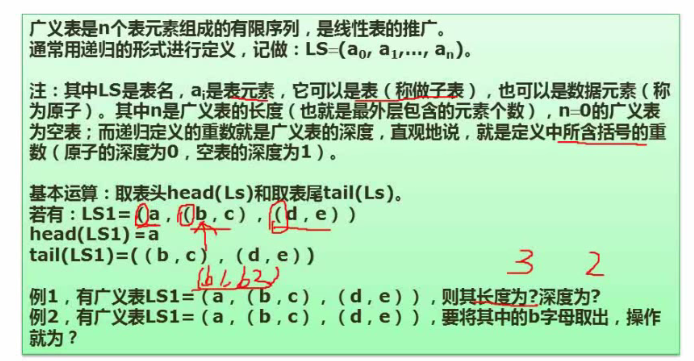 广义表是n个表元素组成的有限序列，是线性表的推广。
通常用递归的形式进行定义，记做：LS=(a₀, a₁,..., aₙ)。
注：其中LS是表名，aᵢ是表元素，它可以是表（称做子表），也可以是数据元素（称
为原子）。其中n是广义表的长度（也就是最外层包含的元素个数），n=0的广义表
为空表；而递归定义的重数就是广义表的深度，直观地说，就是定义中所含括号的重
数（原子的深度为0，空表的深度为1）。
基本运算：取表头head(Ls)和取表尾tail(Ls)。
若有：LS1=（a，（b，c），（d，e））
head(LS1)=a
tail(LS1)=((b，c)，(d，e))
(b1, b2)
3 2
例1，有广义表LS1=（a，（b，c），（d，e）），则其长度为?深度为?
例2，有广义表LS1=（a，（b，c），（d，e）），要将其中的b字母取出，操作
就为？